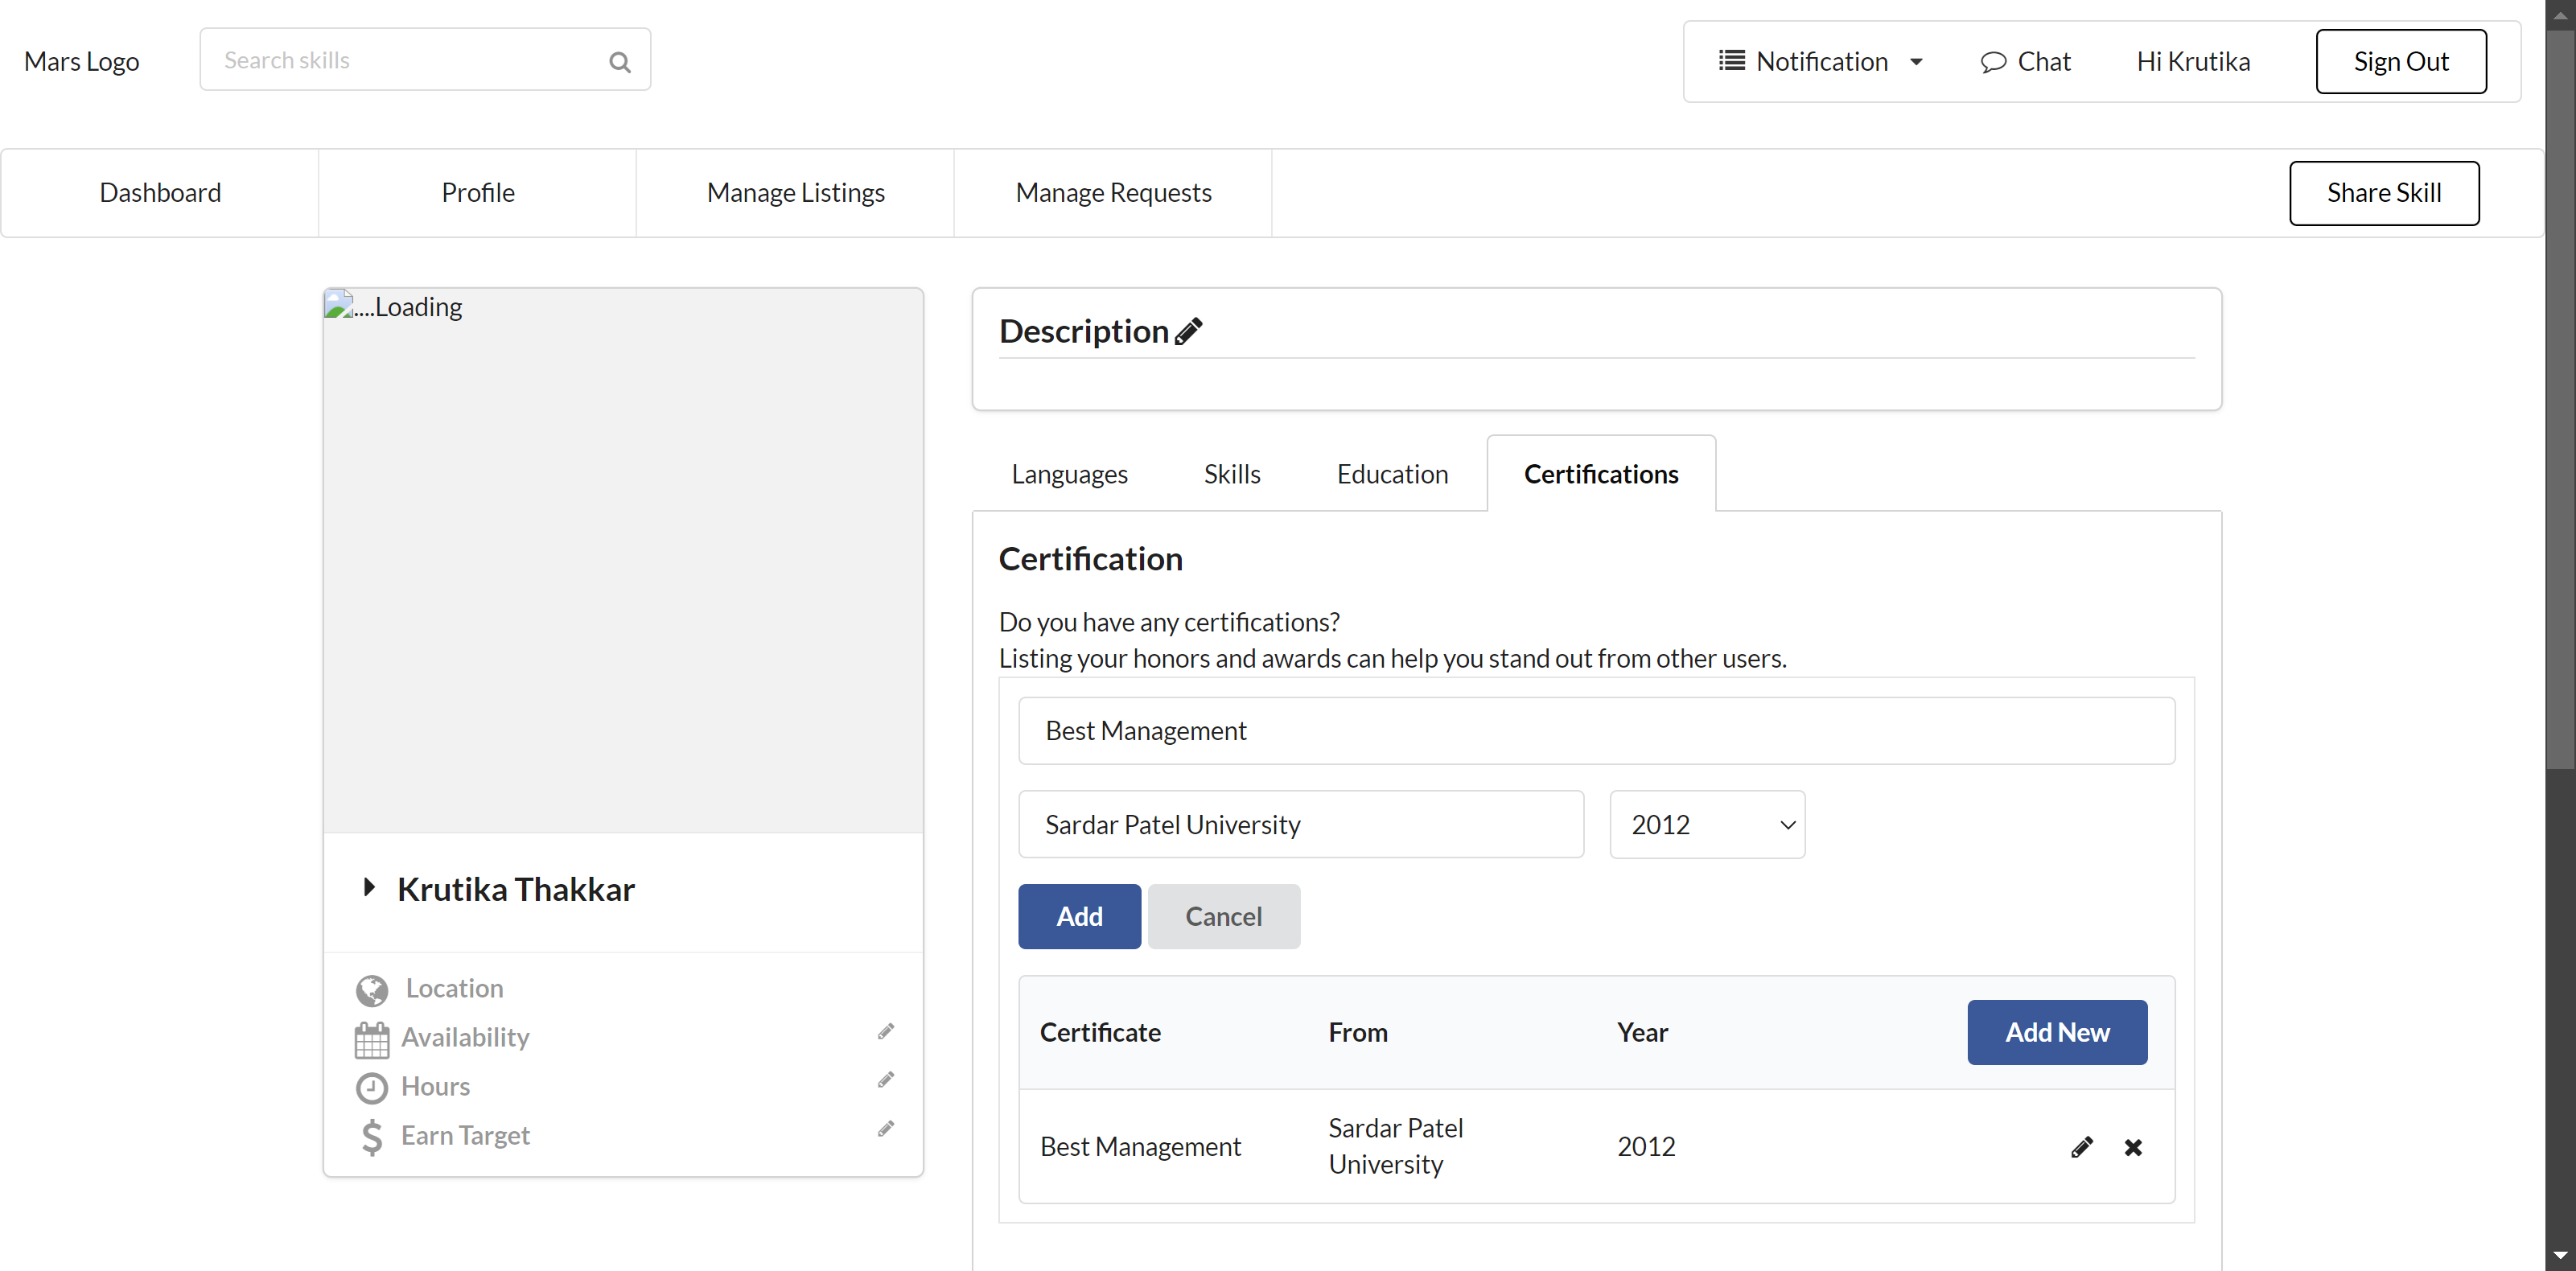 Mars Logo
Search skills
Notification
Chat
Hi Krutika
Sign Out
Dashboard
Profile
Manage Listings
Manage Requests
Share Skill
....Loading
Krutika Thakkar
Location
Availability
Hours
Earn Target
Description
Languages
Skills
Education
Certifications
Certification
Do you have any certifications?
Listing your honors and awards can help you stand out from other users.
Best Management
Sardar Patel University
2012
Add
Cancel
Certificate
From
Year
Add New
Best Management
Sardar Patel
University
2012